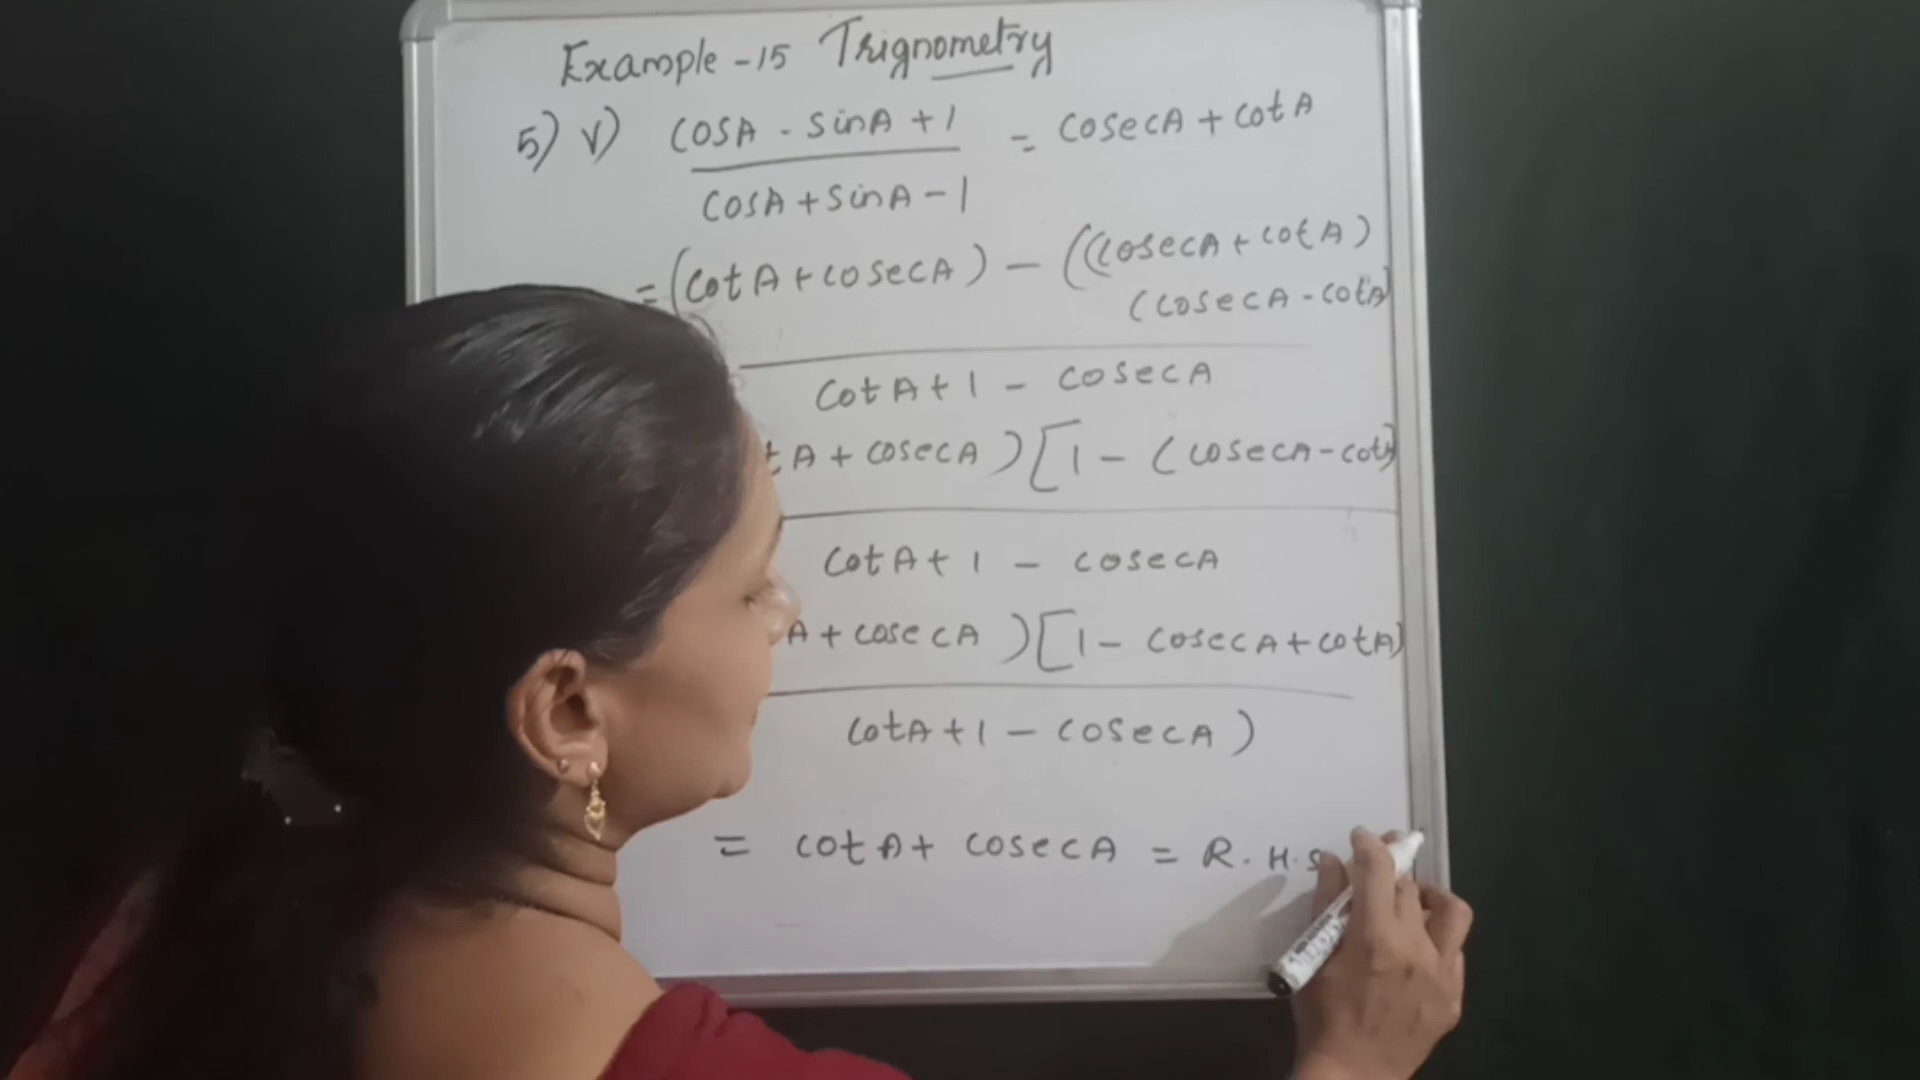 Example - 15 Trignometry
5) v) cosA - sinA + 1 = cosecA + cotA
cosA + sinA - 1
= (cotA + cosecA) - ((cosecA + cotA)
(cosecA - cotA)
cotA + 1 - cosecA
A + cosecA) [1 - (cosecA - cotA
cotA + 1 - cosecA
A + cosecA) [1 - cosecA + cotA)
cotA + 1 - cosecA)
= cotA + cosecA = R.H.S